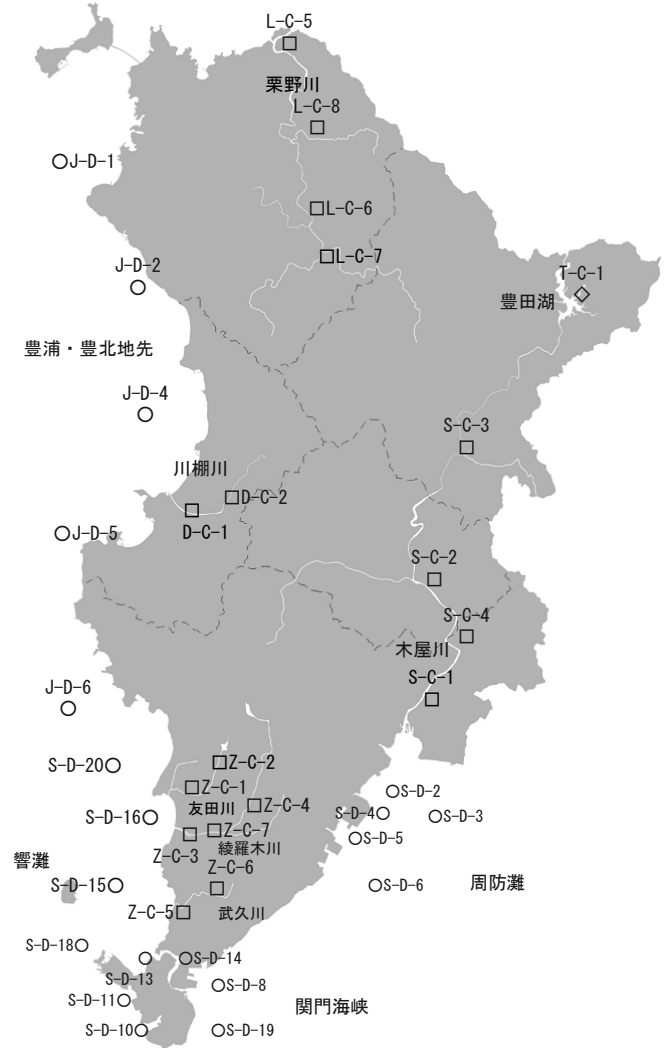 L-C-5
栗野川
L-C-8
J-D-1
L-C-6
L-C-7
J-D-2
T-C-1
豊田湖
豊浦・豊北地先
J-D-4
S-C-3
川棚川
D-C-2
D-C-1
J-D-5
S-C-2
S-C-4
木屋川
S-C-1
J-D-6
Z-C-2
S-D-20
Z-C-1
S-D-2
友田川
Z-C-4
S-D-16
S-D-4
S-D-3
Z-C-7
Z-C-3
綾羅木川
S-D-5
響灘
Z-C-6
S-D-15
S-D-6
周防灘
Z-C-5
武久川
S-D-18
S-D-14
S-D-13
S-D-8
S-D-11
関門海峡
S-D-10
S-D-19